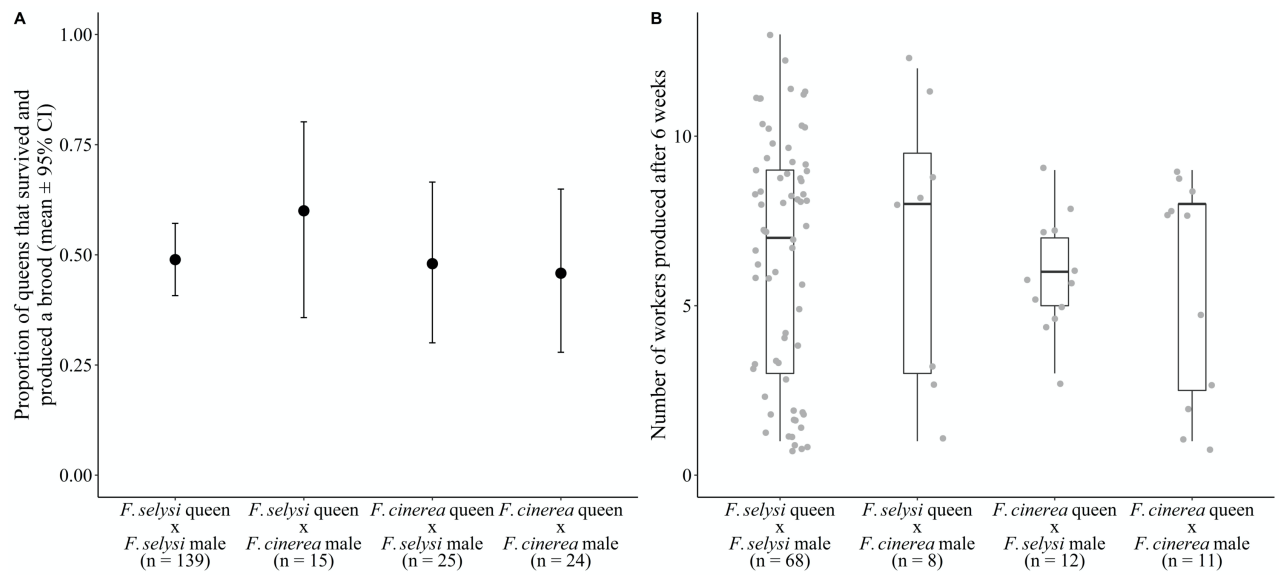 A
Proportion of queens that survived and
produced a brood (mean ± 95% CI)
1.00
0.75
0.50
0.25
0.00
F. selysi queen
x
F. selysi male
(n = 139)
F. selysi queen
x
F. cinerea male
(n = 15)
F. cinerea queen
x
F. selysi male
(n = 25)
F. cinerea queen
x
F. cinerea male
(n = 24)
B
Number of workers produced after 6 weeks
10
5
0
F. selysi queen
x
F. selysi male
(n = 68)
F. selysi queen
x
F. cinerea male
(n = 8)
F. cinerea queen
x
F. selysi male
(n = 12)
F. cinerea queen
x
F. cinerea male
(n = 11)